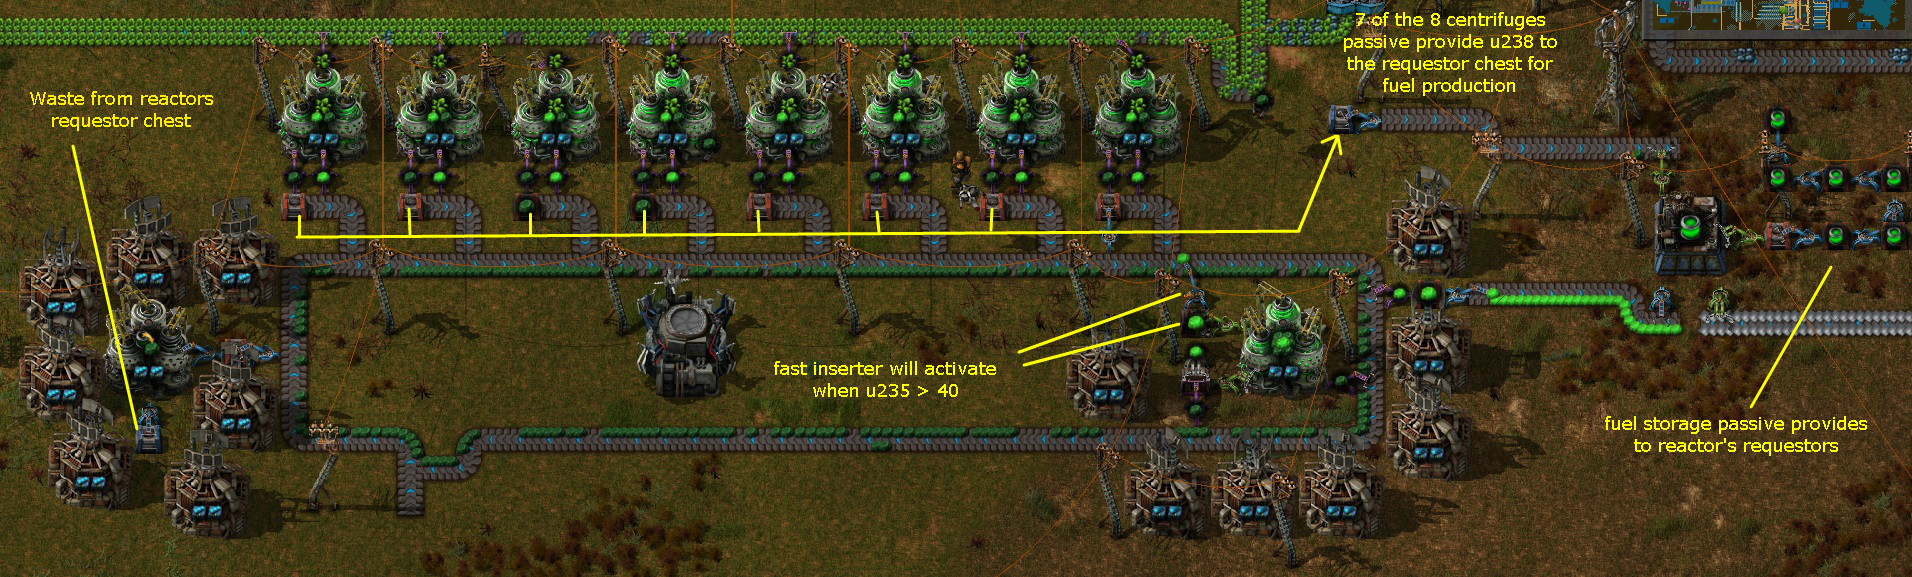 7 of the 8 centrifuges
passive provide u238 to
the requestor chest for
fuel production
Waste from reactors
requestor chest
fast inserter will activate
when u235 > 40
fuel storage passive provides
to reactor's requestors